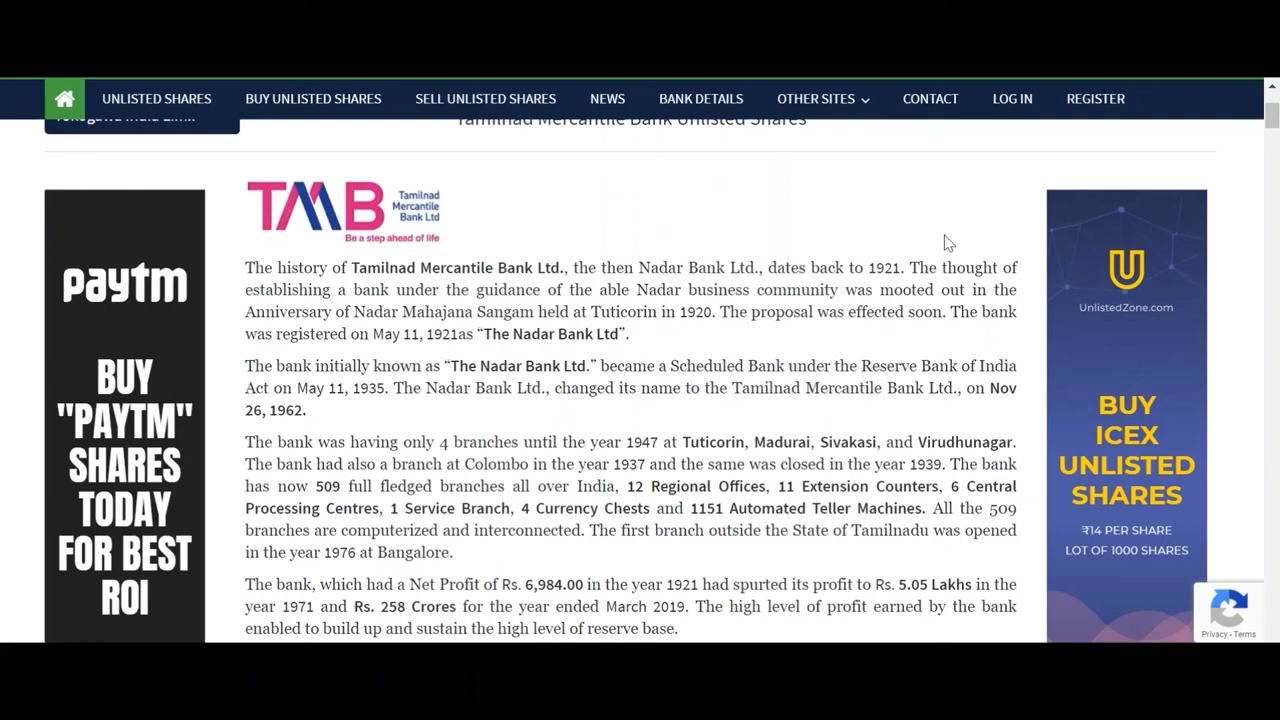 UNLISTED SHARES BUY UNLISTED SHARES SELL UNLISTED SHARES NEWS BANK DETAILS OTHER SITES CONTACT LOG IN REGISTER
Tamilnad Mercantile Bank Unlisted Shares
TMB Tamilnad
Mercantile
Bank Ltd
Be a step ahead of life
The history of Tamilnad Mercantile Bank Ltd., the then Nadar Bank Ltd., dates back to 1921. The thought of
establishing a bank under the guidance of the able Nadar business community was mooted out in the
Anniversary of Nadar Mahajana Sangam held at Tuticorin in 1920. The proposal was effected soon. The bank
was registered on May 11, 1921as “The Nadar Bank Ltd”.
The bank initially known as “The Nadar Bank Ltd.” became a Scheduled Bank under the Reserve Bank of India
Act on May 11, 1935. The Nadar Bank Ltd., changed its name to the Tamilnad Mercantile Bank Ltd., on Nov
26, 1962.
The bank was having only 4 branches until the year 1947 at Tuticorin, Madurai, Sivakasi, and Virudhunagar.
The bank had also a branch at Colombo in the year 1937 and the same was closed in the year 1939. The bank
has now 509 full fledged branches all over India, 12 Regional Offices, 11 Extension Counters, 6 Central
Processing Centres, 1 Service Branch, 4 Currency Chests and 1151 Automated Teller Machines. All the 509
branches are computerized and interconnected. The first branch outside the State of Tamilnadu was opened
in the year 1976 at Bangalore.
The bank, which had a Net Profit of Rs. 6,984.00 in the year 1921 had spurted its profit to Rs. 5.05 Lakhs in the
year 1971 and Rs. 258 Crores for the year ended March 2019. The high level of profit earned by the bank
enabled to build up and sustain the high level of reserve base.
paytm
BUY
"PAYTM"
SHARES
TODAY
FOR BEST
ROI
UnlistedZone.com
BUY
ICEX
UNLISTED
SHARES
₹14 PER SHARE
LOT OF 1000 SHARES
Privacy - Terms